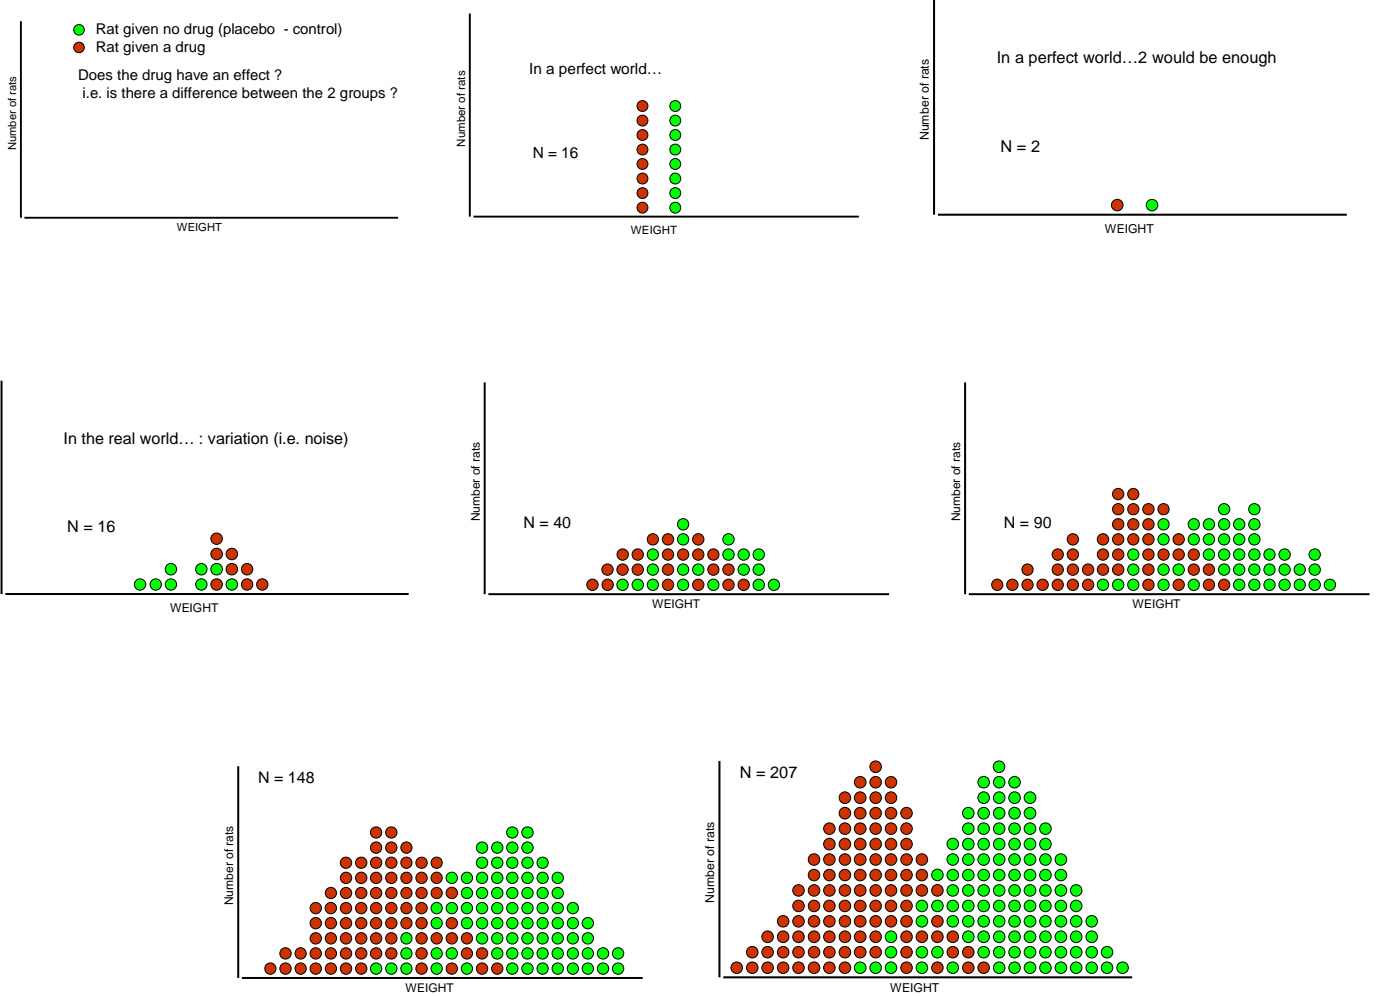 Rat given no drug (placebo - control)
Rat given a drug
Does the drug have an effect ?
i.e. is there a difference between the 2 groups ?
Number of rats
WEIGHT
In a perfect world…
N = 16
Number of rats
WEIGHT
In a perfect world…2 would be enough
N = 2
Number of rats
WEIGHT
In the real world… : variation (i.e. noise)
N = 16
WEIGHT
N = 40
Number of rats
WEIGHT
N = 90
Number of rats
WEIGHT
N = 148
Number of rats
WEIGHT
N = 207
Number of rats
WEIGHT